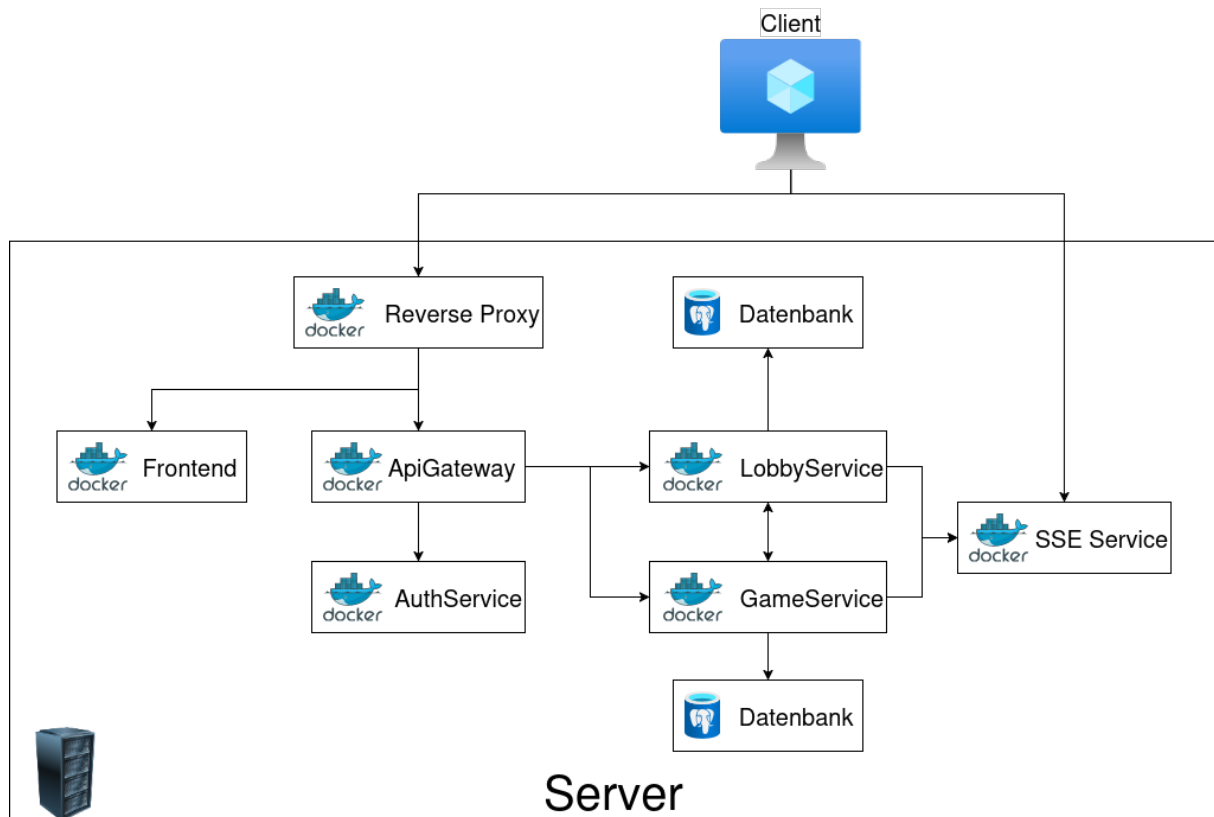 Client
docker
Reverse Proxy
Datenbank
docker
Frontend
docker
ApiGateway
docker
LobbyService
docker
SSE Service
docker
AuthService
docker
GameService
Datenbank
Server